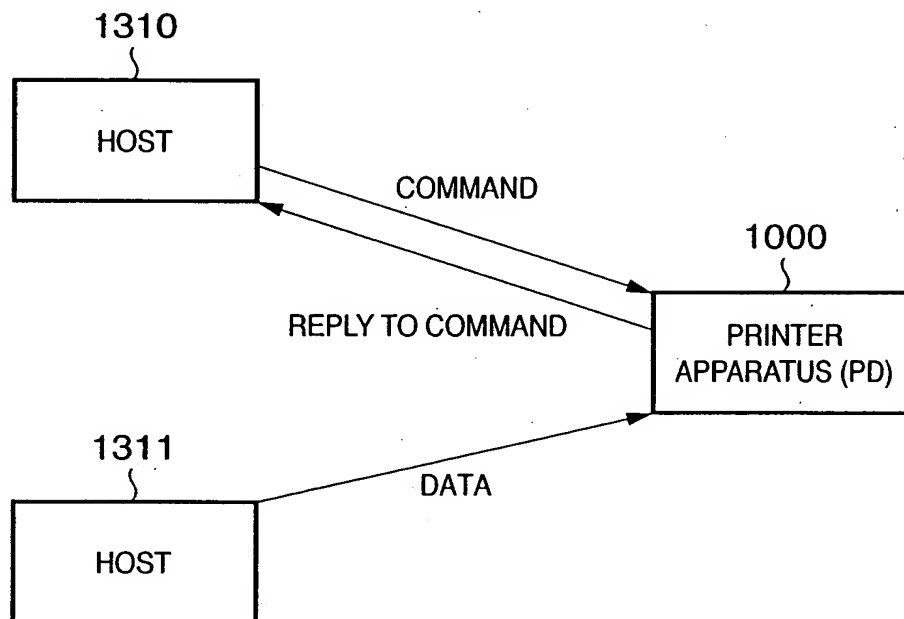 1310
HOST
COMMAND
1000
REPLY TO COMMAND
PRINTER
APPARATUS (PD)
1311
DATA
HOST